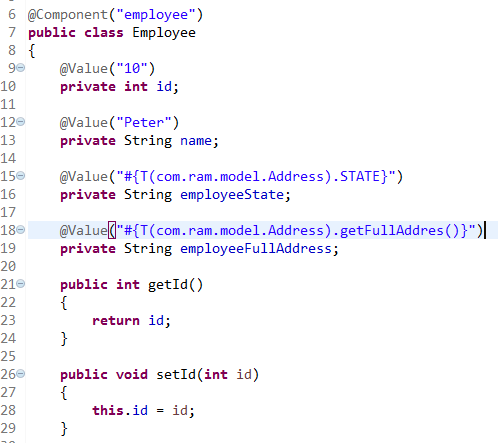 6 @Component("employee")
7 public class Employee
8 {
9 @Value("10")
10 private int id;
11
12 @Value("Peter")
13 private String name;
14
15 @Value("#{T(com.ram.model.Address).STATE}")
16 private String employeeState;
17
18 @Value("#{T(com.ram.model.Address).getFullAddres()}")
19 private String employeeFullAddress;
20
21 public int getId()
22 {
23 return id;
24 }
25
26 public void setId(int id)
27 {
28 this.id = id;
29 }